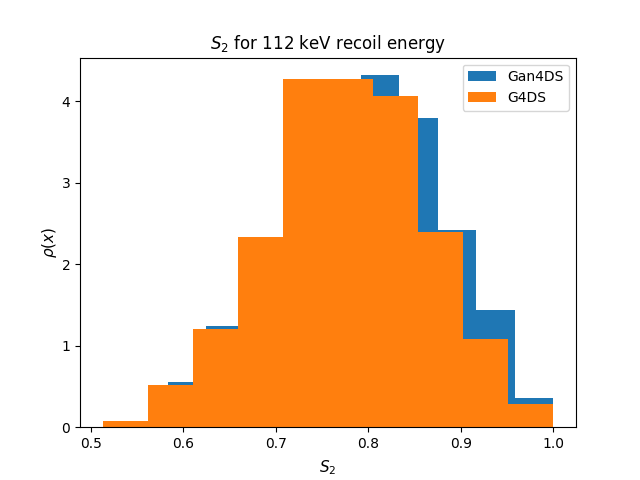 S₂ for 112 keV recoil energy
Gan4DS
G4DS
ρ(x)
4
3
2
1
0
0.5 0.6 0.7 0.8 0.9 1.0
S₂